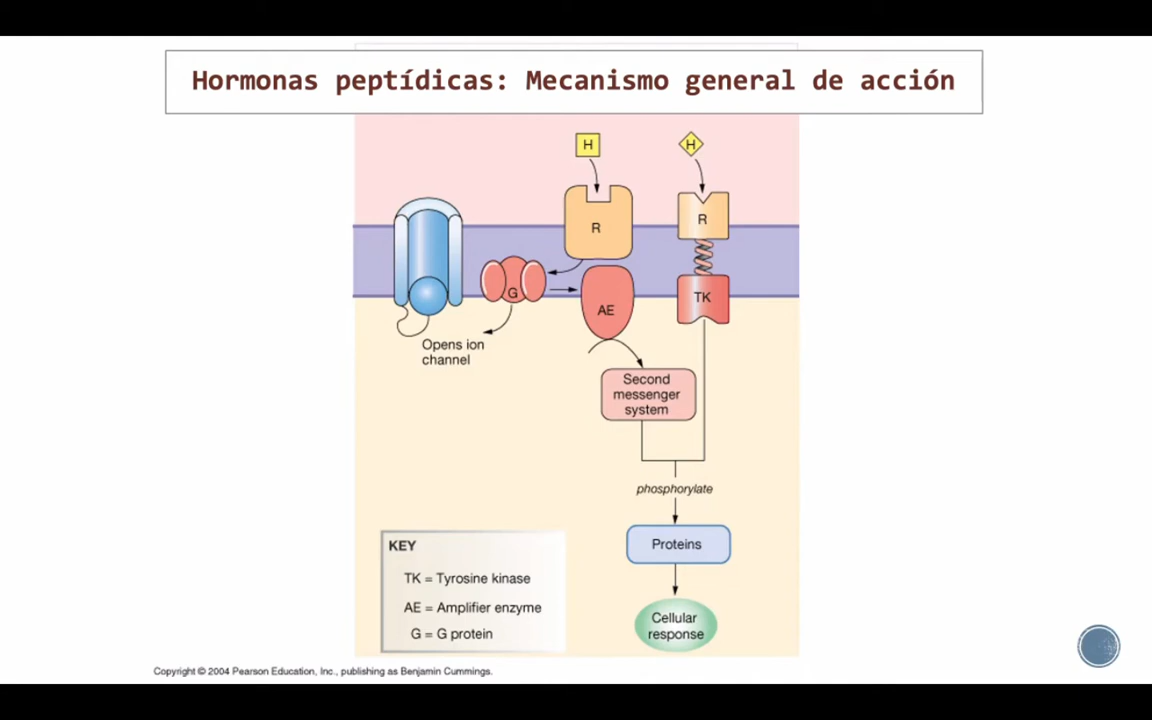 Hormonas peptídicas: Mecanismo general de acción
H
H
R
R
G
AE
TK
Opens ion
channel
Second
messenger
system
phosphorylate
Proteins
Cellular
response
KEY
TK = Tyrosine kinase
AE = Amplifier enzyme
G = G protein
Copyright © 2004 Pearson Education, Inc., publishing as Benjamin Cummings.